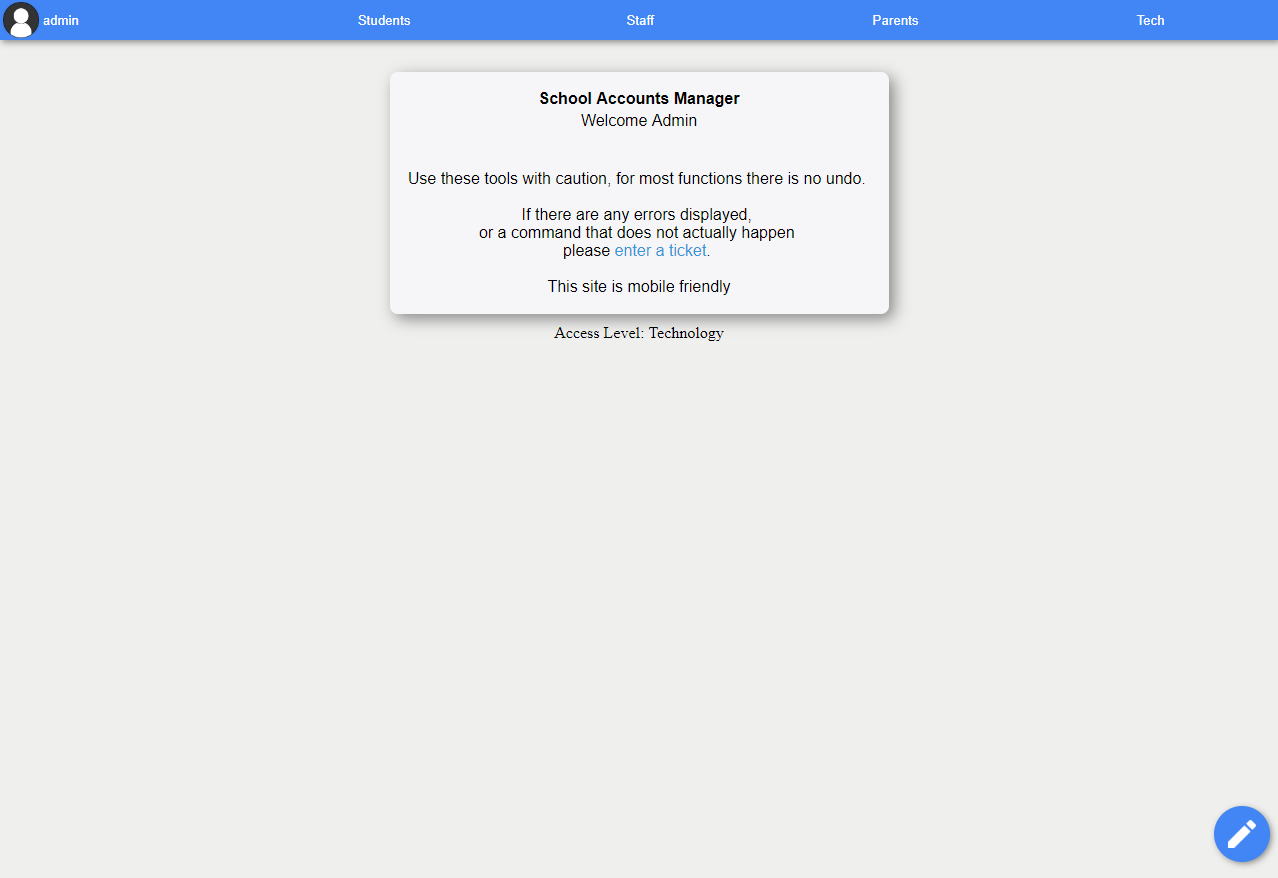 admin Students Staff Parents Tech
School Accounts Manager
Welcome Admin
Use these tools with caution, for most functions there is no undo.
If there are any errors displayed,
or a command that does not actually happen
please enter a ticket.
This site is mobile friendly
Access Level: Technology